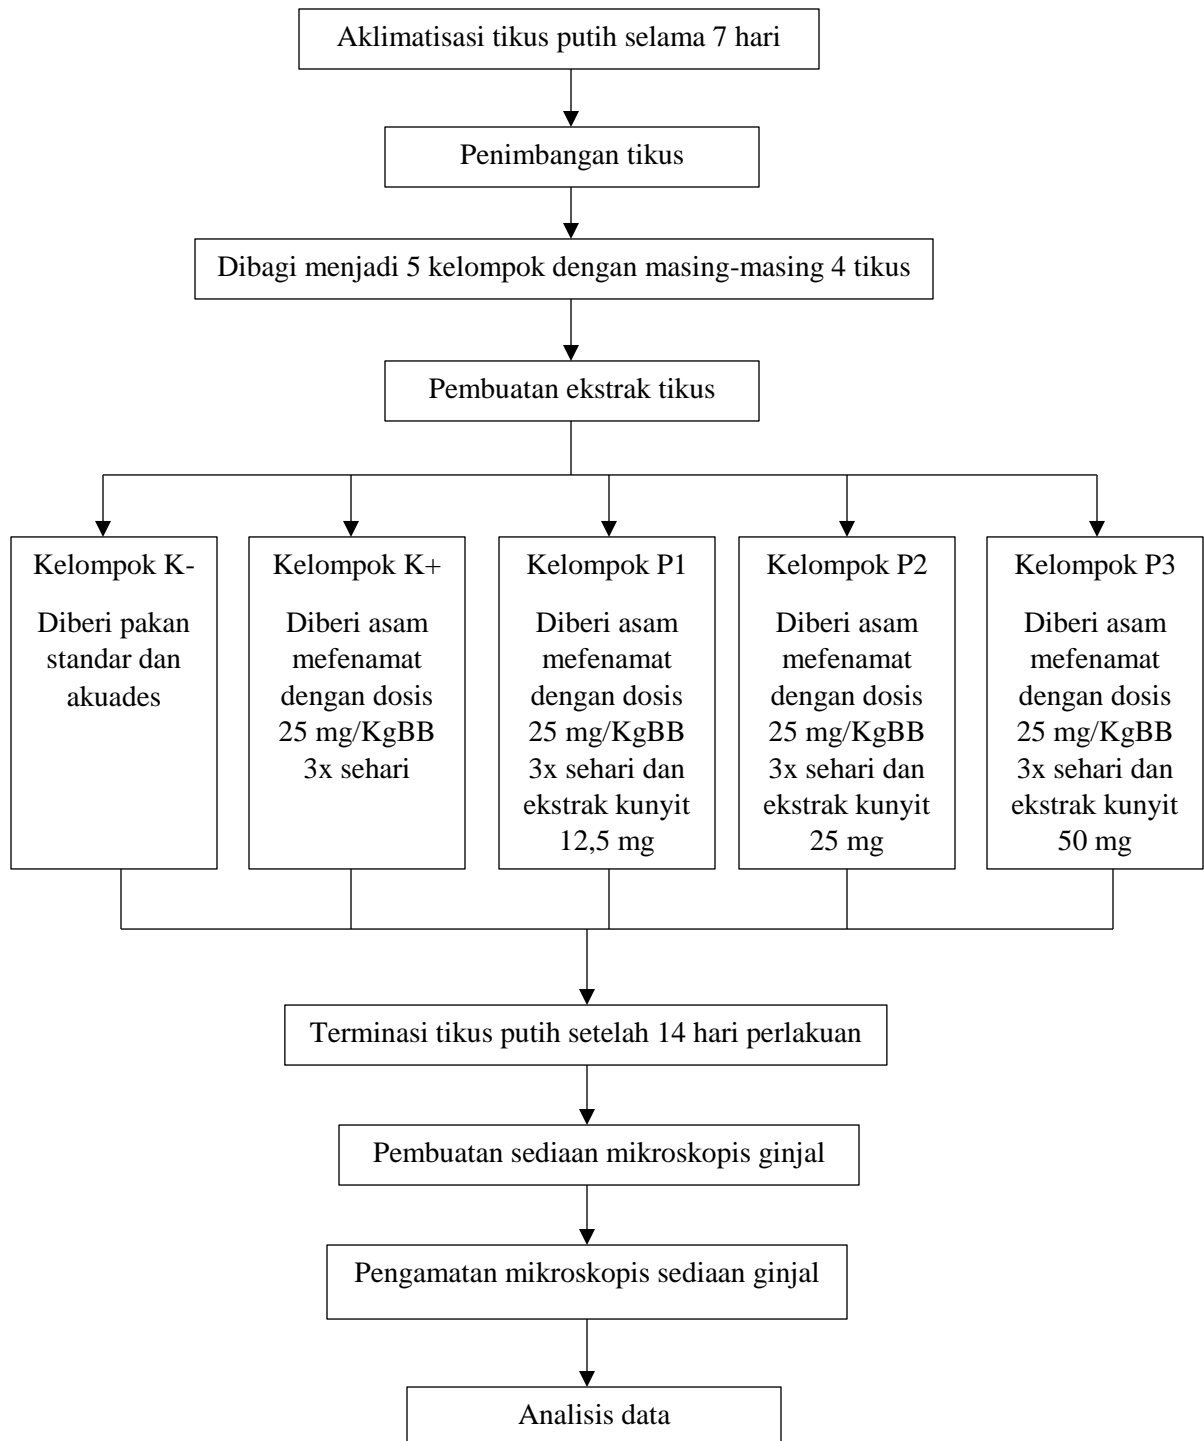 Aklimatisasi tikus putih selama 7 hari
Penimbangan tikus
Dibagi menjadi 5 kelompok dengan masing-masing 4 tikus
Pembuatan ekstrak tikus
Kelompok K-
Diberi pakan
standar dan
akuades
Kelompok K+
Diberi asam
mefenamat
dengan dosis
25 mg/KgBB
3x sehari
Kelompok P1
Diberi asam
mefenamat
dengan dosis
25 mg/KgBB
3x sehari dan
ekstrak kunyit
12,5 mg
Kelompok P2
Diberi asam
mefenamat
dengan dosis
25 mg/KgBB
3x sehari dan
ekstrak kunyit
25 mg
Kelompok P3
Diberi asam
mefenamat
dengan dosis
25 mg/KgBB
3x sehari dan
ekstrak kunyit
50 mg
Terminasi tikus putih setelah 14 hari perlakuan
Pembuatan sediaan mikroskopis ginjal
Pengamatan mikroskopis sediaan ginjal
Analisis data